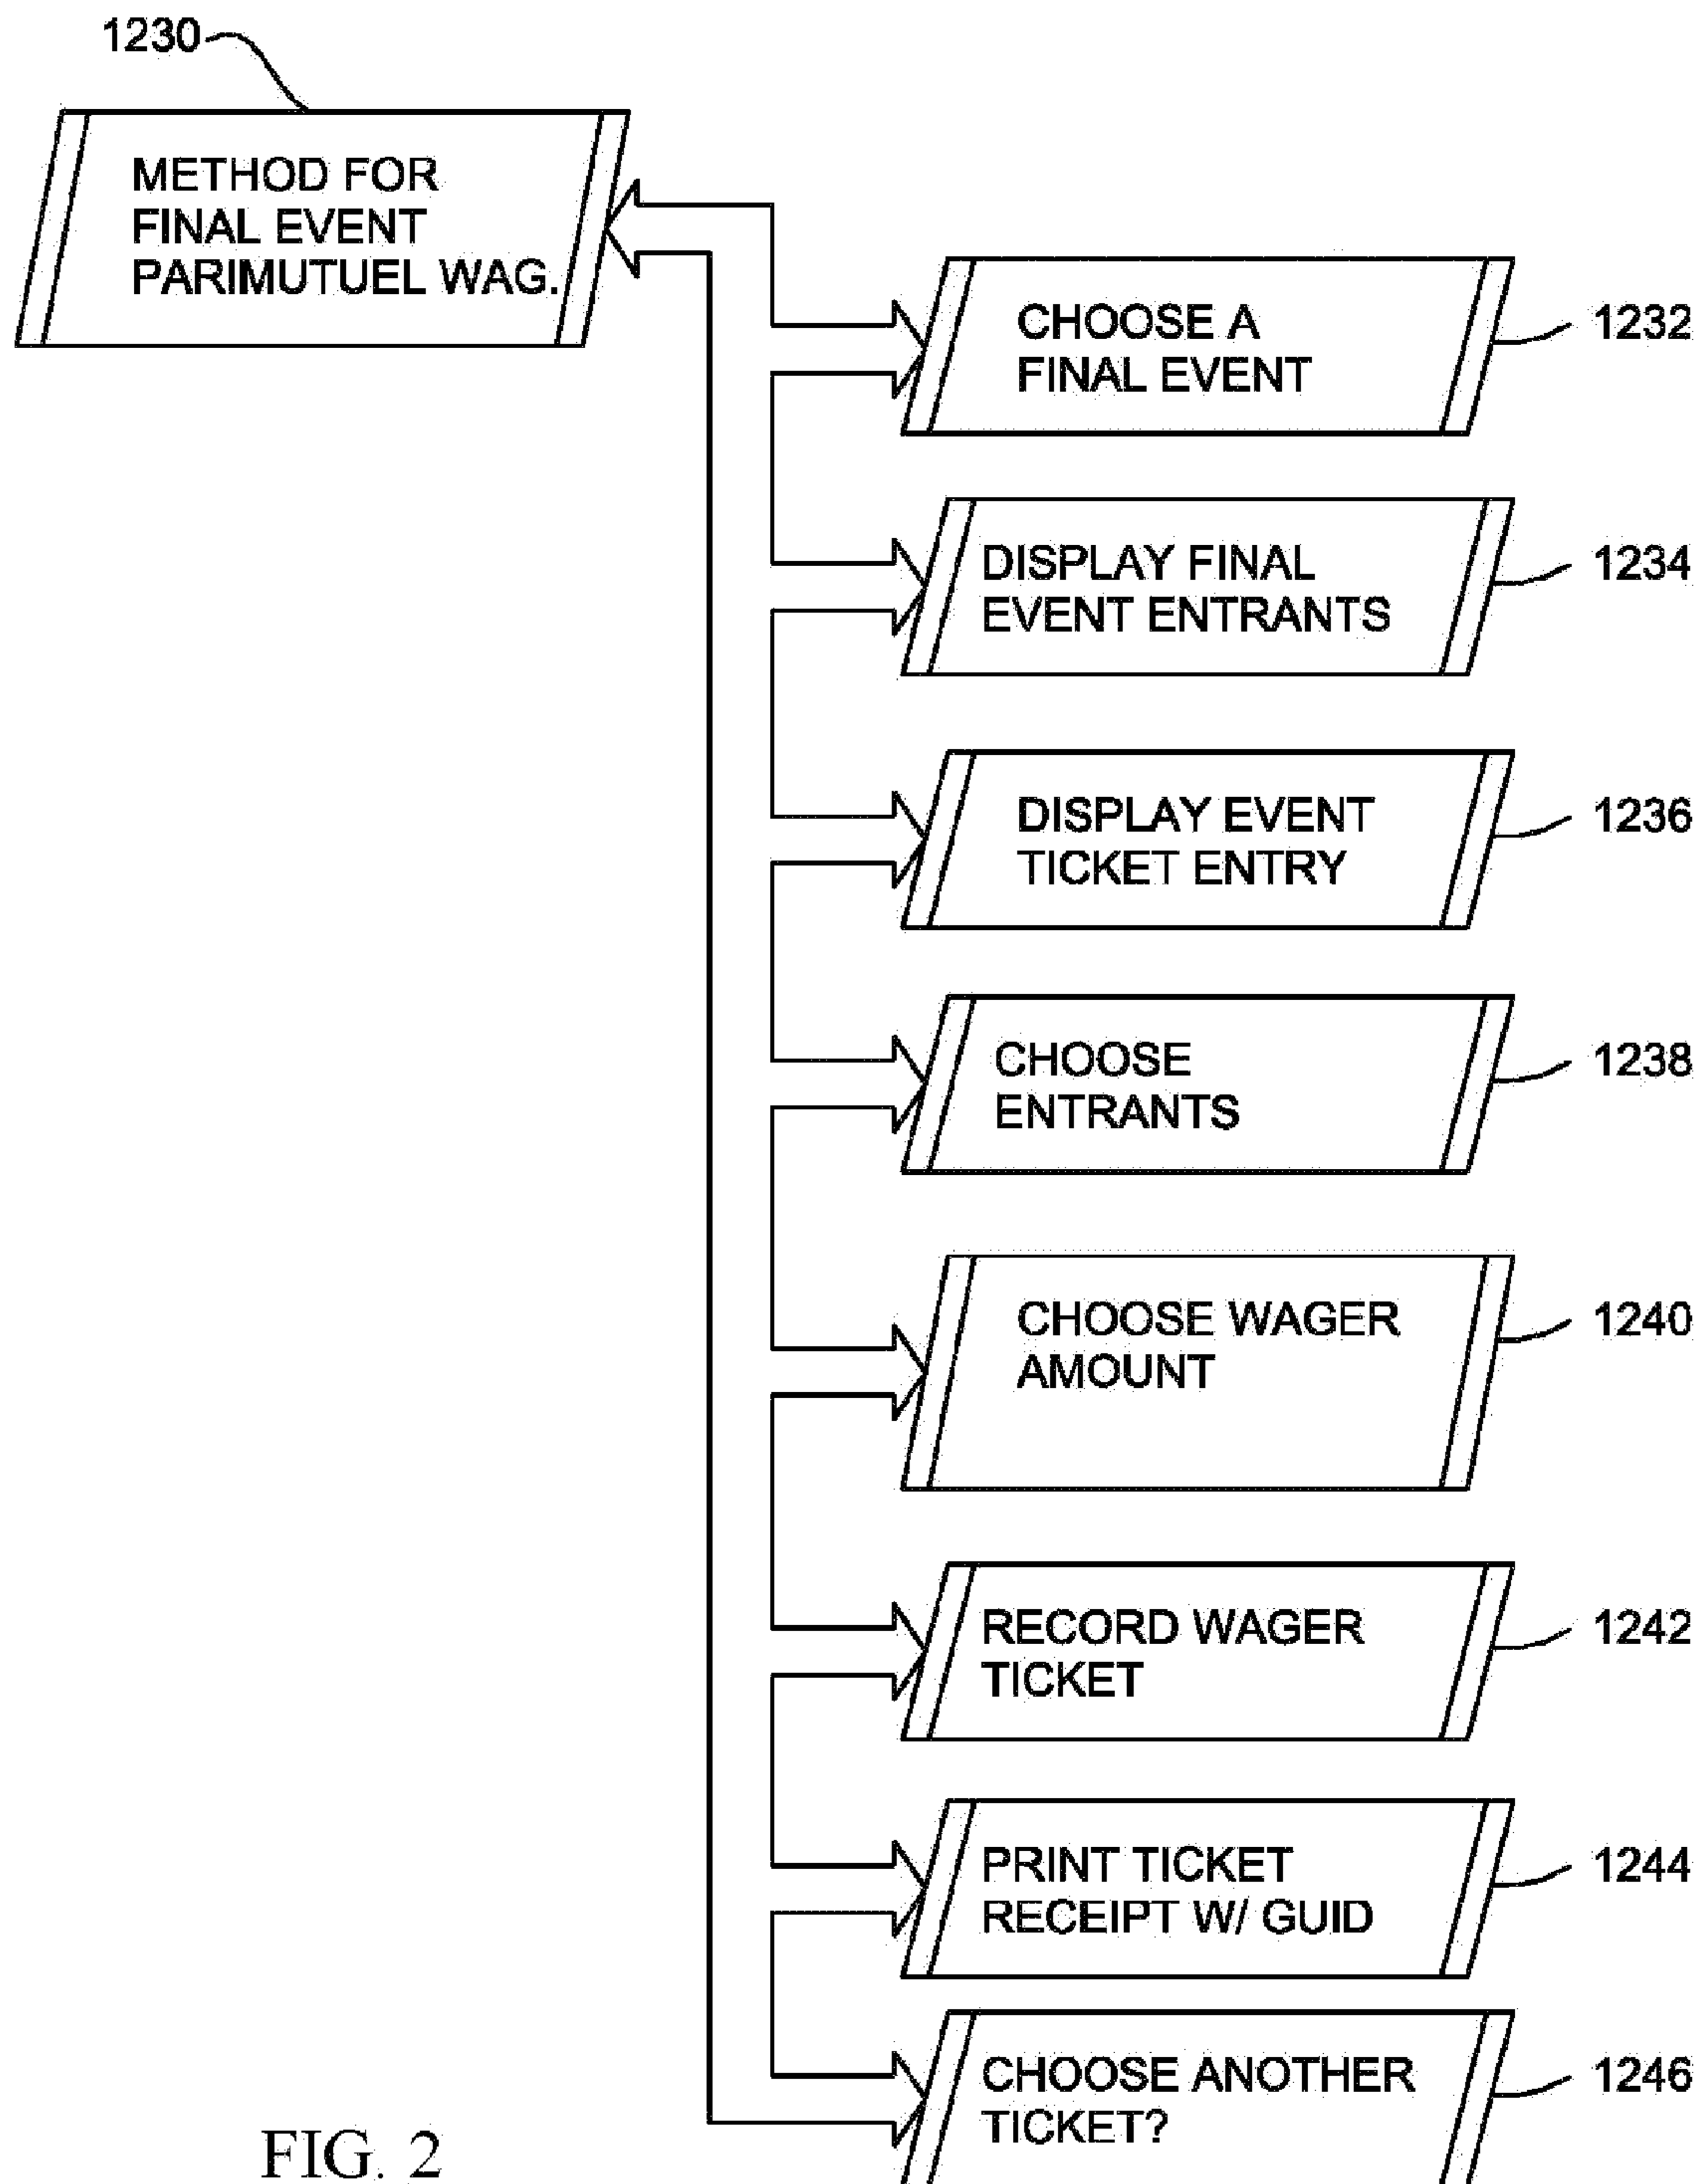 1230
METHOD FOR
FINAL EVENT
PARIMUTUEL WAG.
CHOOSE A
FINAL EVENT
1232
DISPLAY FINAL
EVENT ENTRANTS
1234
DISPLAY EVENT
TICKET ENTRY
1236
CHOOSE
ENTRANTS
1238
CHOOSE WAGER
AMOUNT
1240
RECORD WAGER
TICKET
1242
PRINT TICKET
RECEIPT W/ GUID
1244
CHOOSE ANOTHER
TICKET?
1246
FIG. 2